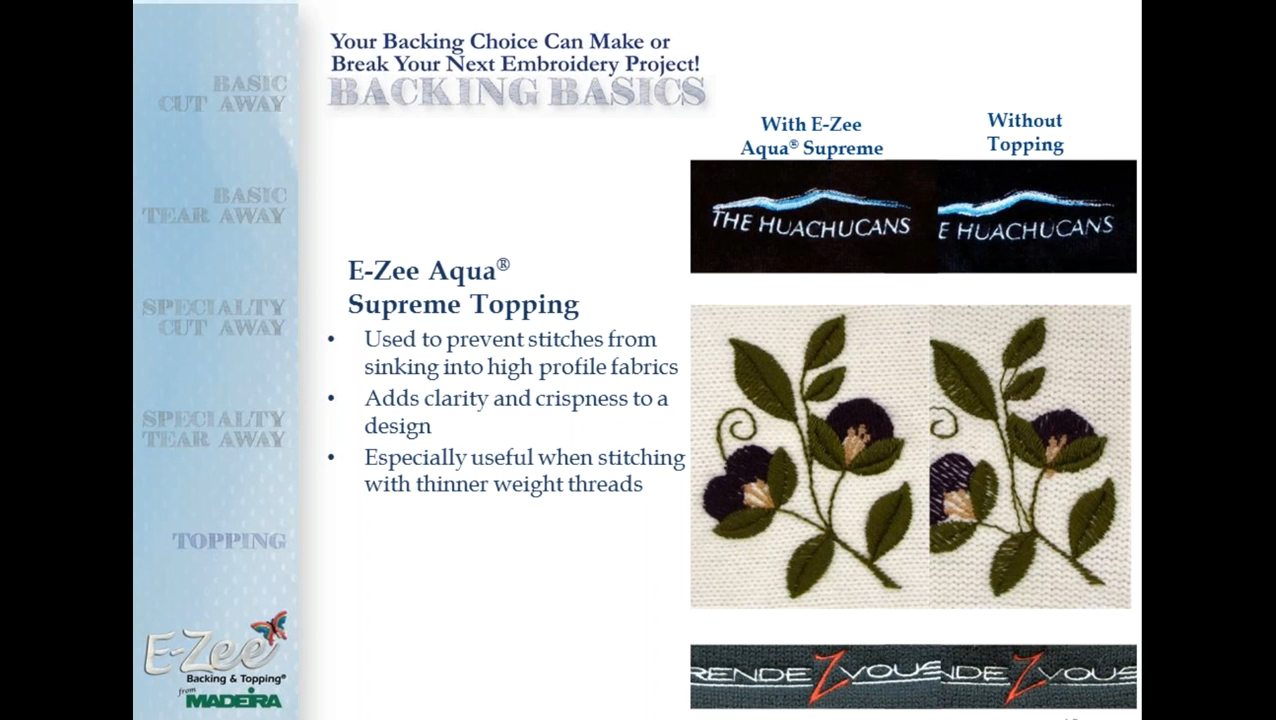 Your Backing Choice Can Make or
Break Your Next Embroidery Project!
BACKING BASICS
BASIC
CUT AWAY
BASIC
TEAR AWAY
SPECIALTY
CUT AWAY
SPECIALTY
TEAR AWAY
TOPPING
E-Zee
Backing & Topping®
from
MADEIRA
E-Zee Aqua®
Supreme Topping
• Used to prevent stitches from
sinking into high profile fabrics
• Adds clarity and crispness to a
design
• Especially useful when stitching
with thinner weight threads
With E-Zee
Aqua® Supreme
Without
Topping
THE HUACHUCANS
E HUACHUCANS
RENDEZVOUS
NDEZVOUS